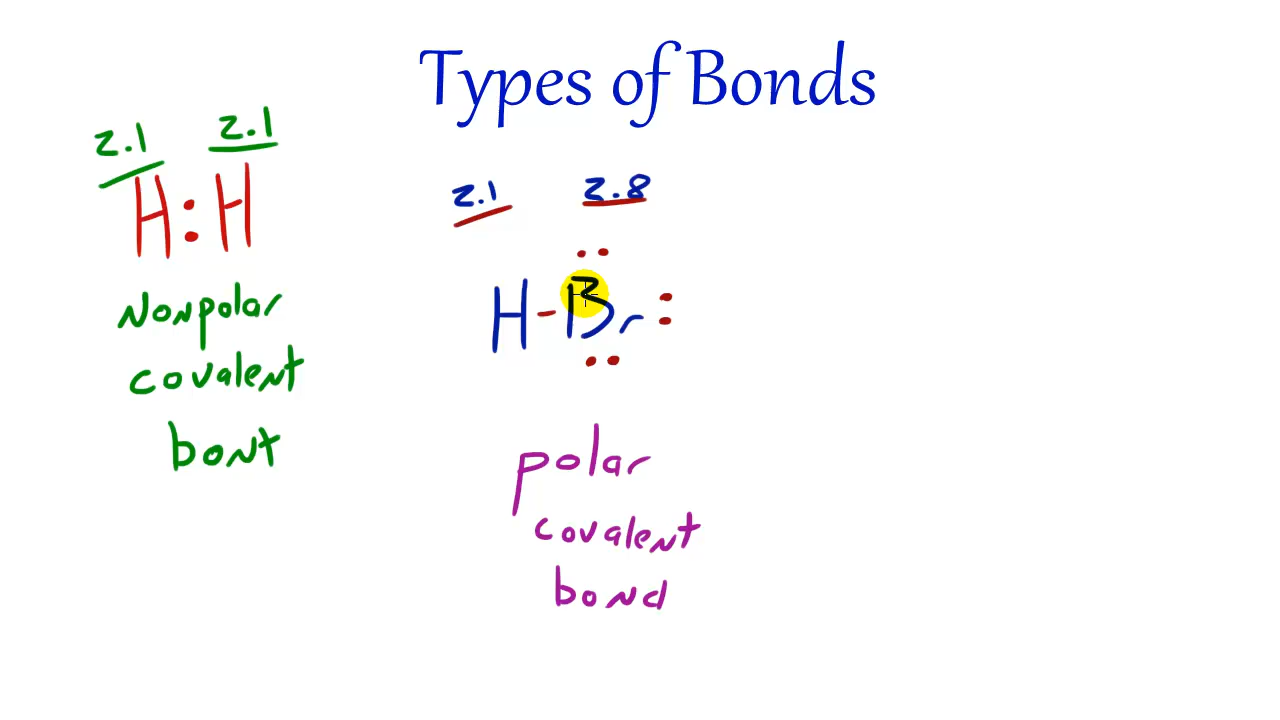 Types of Bonds
2.1 2.1
H:H
Nonpolar
covalent
bont
2.1 2.8
H-Br
polar
covalent
bond